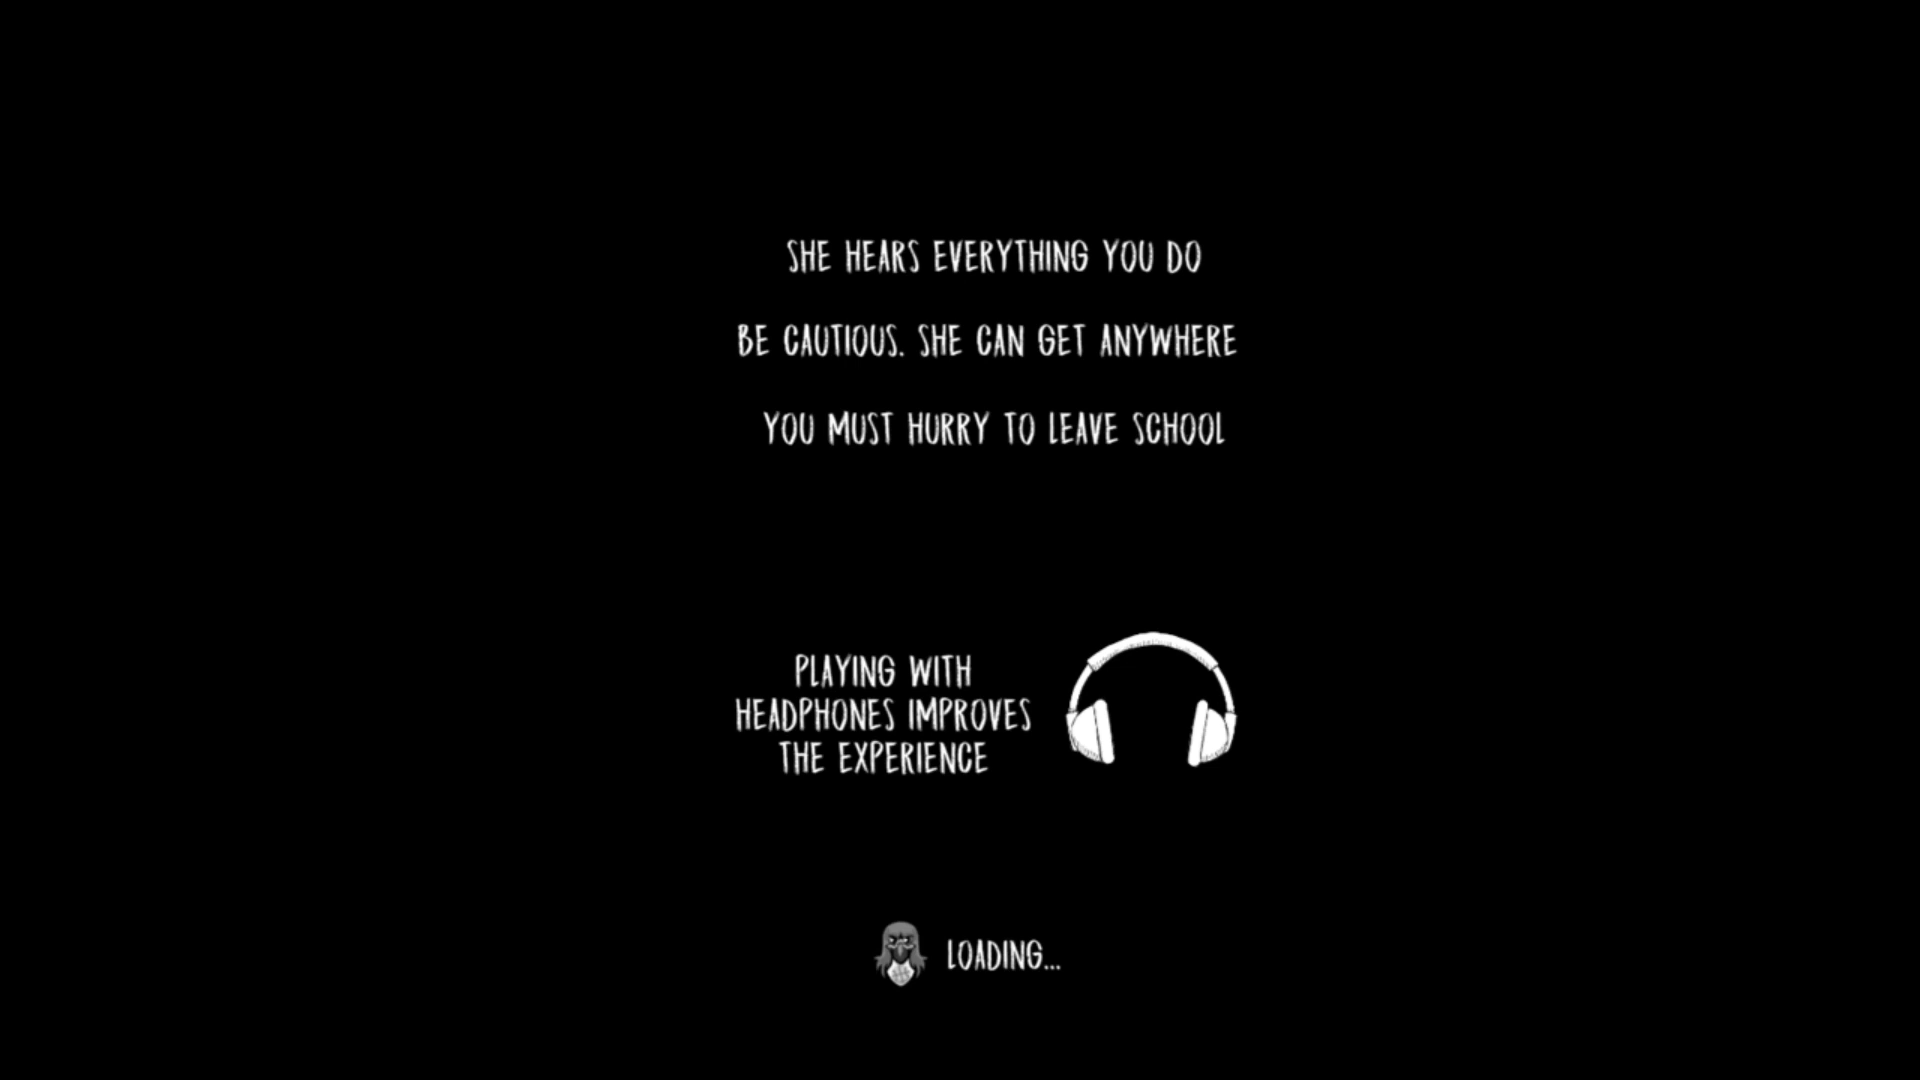 SHE HEARS EVERYTHING YOU DO
BE CAUTIOUS. SHE CAN GET ANYWHERE
YOU MUST HURRY TO LEAVE SCHOOL
PLAYING WITH
HEADPHONES IMPROVES
THE EXPERIENCE
LOADING...